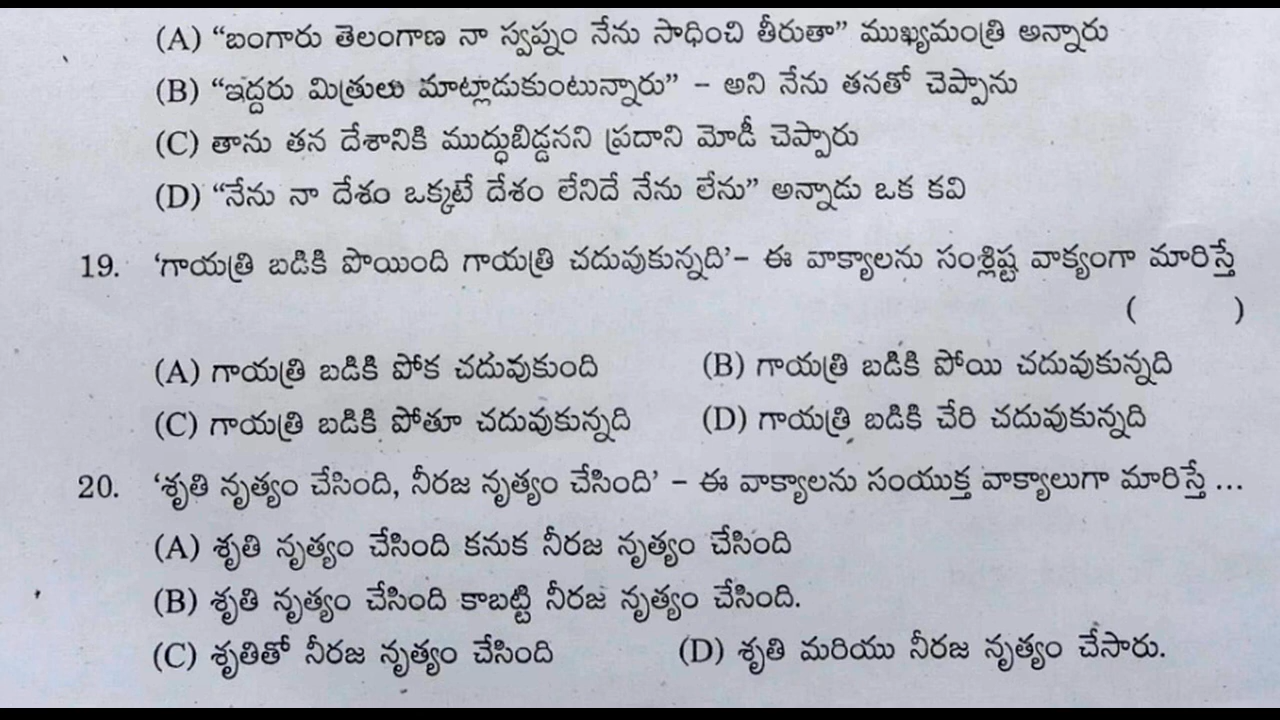 (A) “బంగారు తెలంగాణ నా స్వప్నం నేను సాధించి తీరుతా” ముఖ్యమంత్రి అన్నారు
(B) “ఇద్దరు మిత్రులు మాట్లాడుకుంటున్నారు” – అని నేను తనతో చెప్పాను
(C) తాను తన దేశానికి ముద్దుబిడ్డనని ప్రదాని మోడీ చెప్పారు
(D) “నేను నా దేశం ఒక్కటే దేశం లేనిదే నేను లేను” అన్నాడు ఒక కవి
19. ‘గాయత్రి బడికి పొయింది గాయత్రి చదువుకున్నది’– ఈ వాక్యాలను సంశ్లిష్ట వాక్యంగా మారిస్తే
( )
(A) గాయత్రి బడికి పోక చదువుకుంది (B) గాయత్రి బడికి పోయి చదువుకున్నది
(C) గాయత్రి బడికి పోతూ చదువుకున్నది (D) గాయత్రి బడికి చేరి చదువుకున్నది
20. ‘శృతి నృత్యం చేసింది, నీరజ నృత్యం చేసింది’ – ఈ వాక్యాలను సంయుక్త వాక్యాలుగా మారిస్తే ...
(A) శృతి నృత్యం చేసింది కనుక నీరజ నృత్యం చేసింది
(B) శృతి నృత్యం చేసింది కాబట్టి నీరజ నృత్యం చేసింది.
(C) శృతితో నీరజ నృత్యం చేసింది (D) శృతి మరియు నీరజ నృత్యం చేసారు.